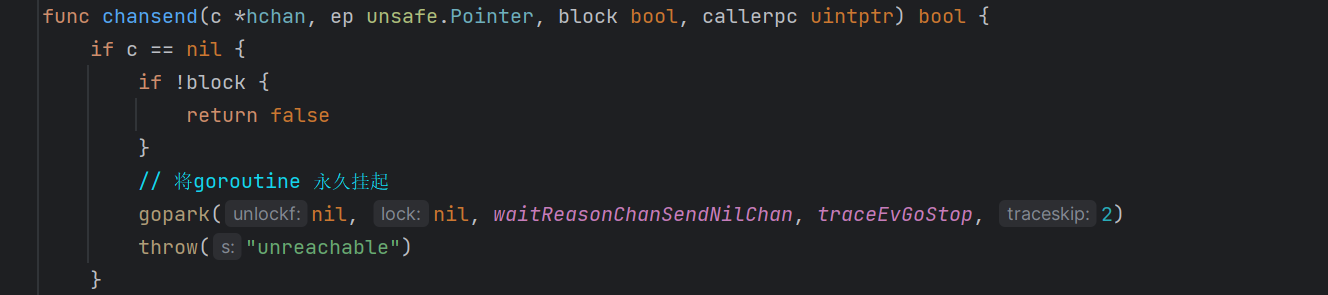 func chansend(c *hchan, ep unsafe.Pointer, block bool, callerpc uintptr) bool {
    if c == nil {
        if !block {
            return false
        }
        // 将goroutine 永久挂起
        gopark( unlockf: nil, lock: nil, waitReasonChanSendNilChan, traceEvGoStop, traceskip: 2)
        throw( s: "unreachable")
    }